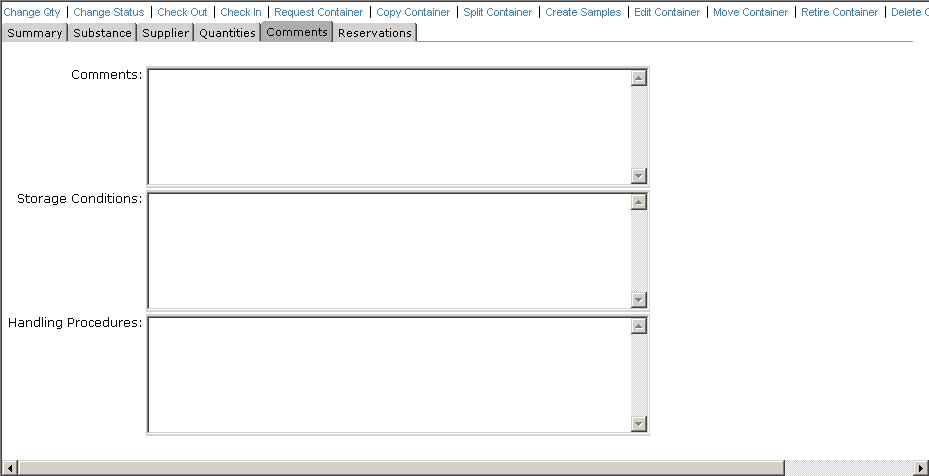 Change Qty | Change Status | Check Out | Check In | Request Container | Copy Container | Split Container | Create Samples | Edit Container | Move Container | Retire Container | Delete
Summary Substance Supplier Quantities Comments Reservations
Comments:
Storage Conditions:
Handling Procedures: